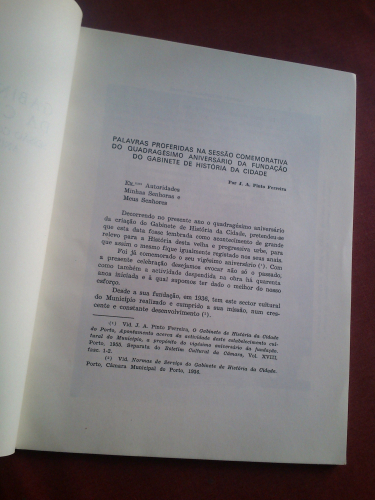 PALAVRAS PROFERIDAS NA SESSÃO COMEMORATIVA
DO QUADRAGÉSIMO ANIVERSÁRIO DA FUNDAÇÃO
DO GABINETE DE HISTÓRIA DA CIDADE
Por J. A. Pinto Ferreira
Ex.mas Autoridades
Minhas Senhoras e
Meus Senhores
Decorrendo no presente ano o quadragésimo aniversário
da criação do Gabinete de História da Cidade, pretendeu-se
que esta data fosse lembrada como acontecimento de grande
relevo para a História desta velha e progressiva urbe, para
que assim o mesmo fique igualmente registado nos seus anais
Foi já comemorado o seu vigésimo aniversário (¹). Com
a presente celebração desejamos evocar não só o passado,
como também a actividade despendida na obra há quarenta
anos iniciada e à qual supomos ter dado o melhor do nosso
esforço.
Desde a sua fundação, em 1936, tem este sector cultural
do Município realizado e cumprido a sua missão, num cres-
cente e constante desenvolvimento (²).
(¹) Vid. J. A. Pinto Ferreira, O Gabinete de História da Cidade
do Porto, Apontamento acerca da actividade deste estabelecimento cul-
tural do Município, a propósito do vigésimo aniversário da fundação.
Porto, 1955. Separata do Boletim Cultural da Câmara, Vol. XVIII,
fasc. 1-2.
(²) Vid. Normas de Serviço do Gabinete de História da Cidade.
Porto, Câmara Municipal do Porto, 1936.